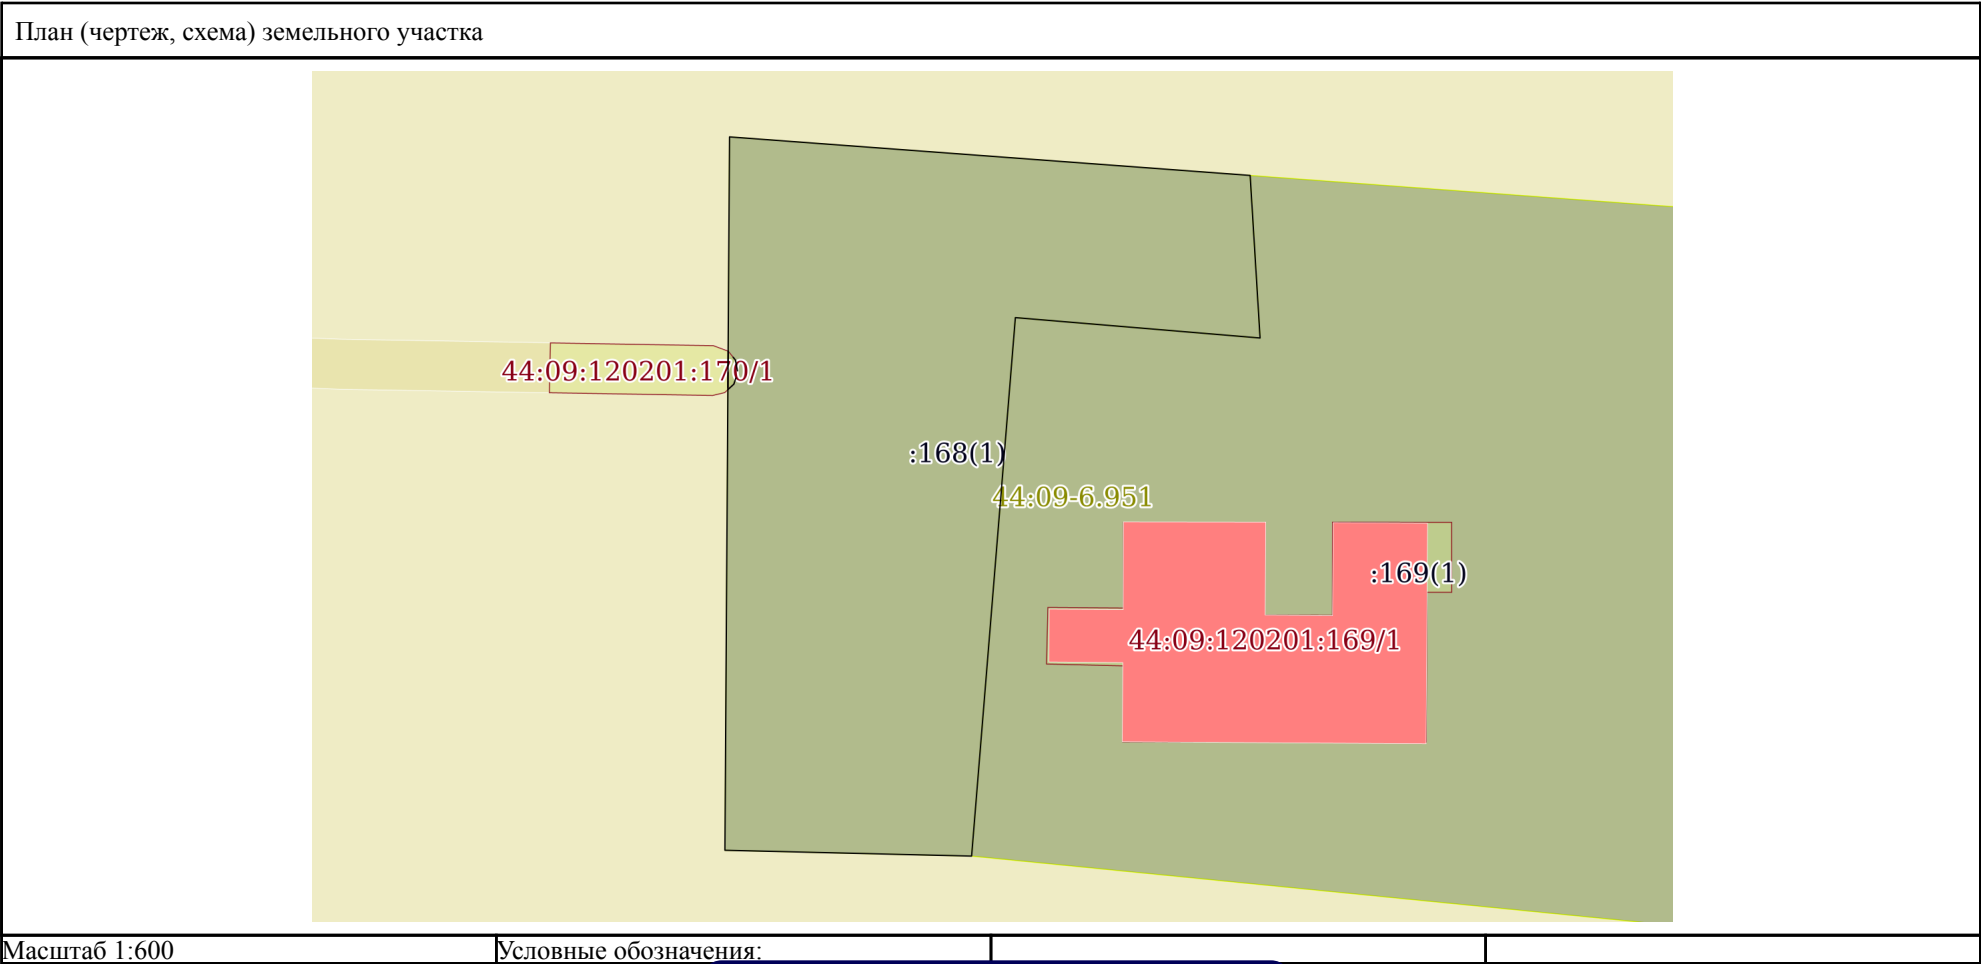 План (чертеж, схема) земельного участка
44:09:120201:170/1
:168(1)
44:09-6.951
:169(1)
44:09:120201:169/1
Масштаб 1:600
Условные обозначения: